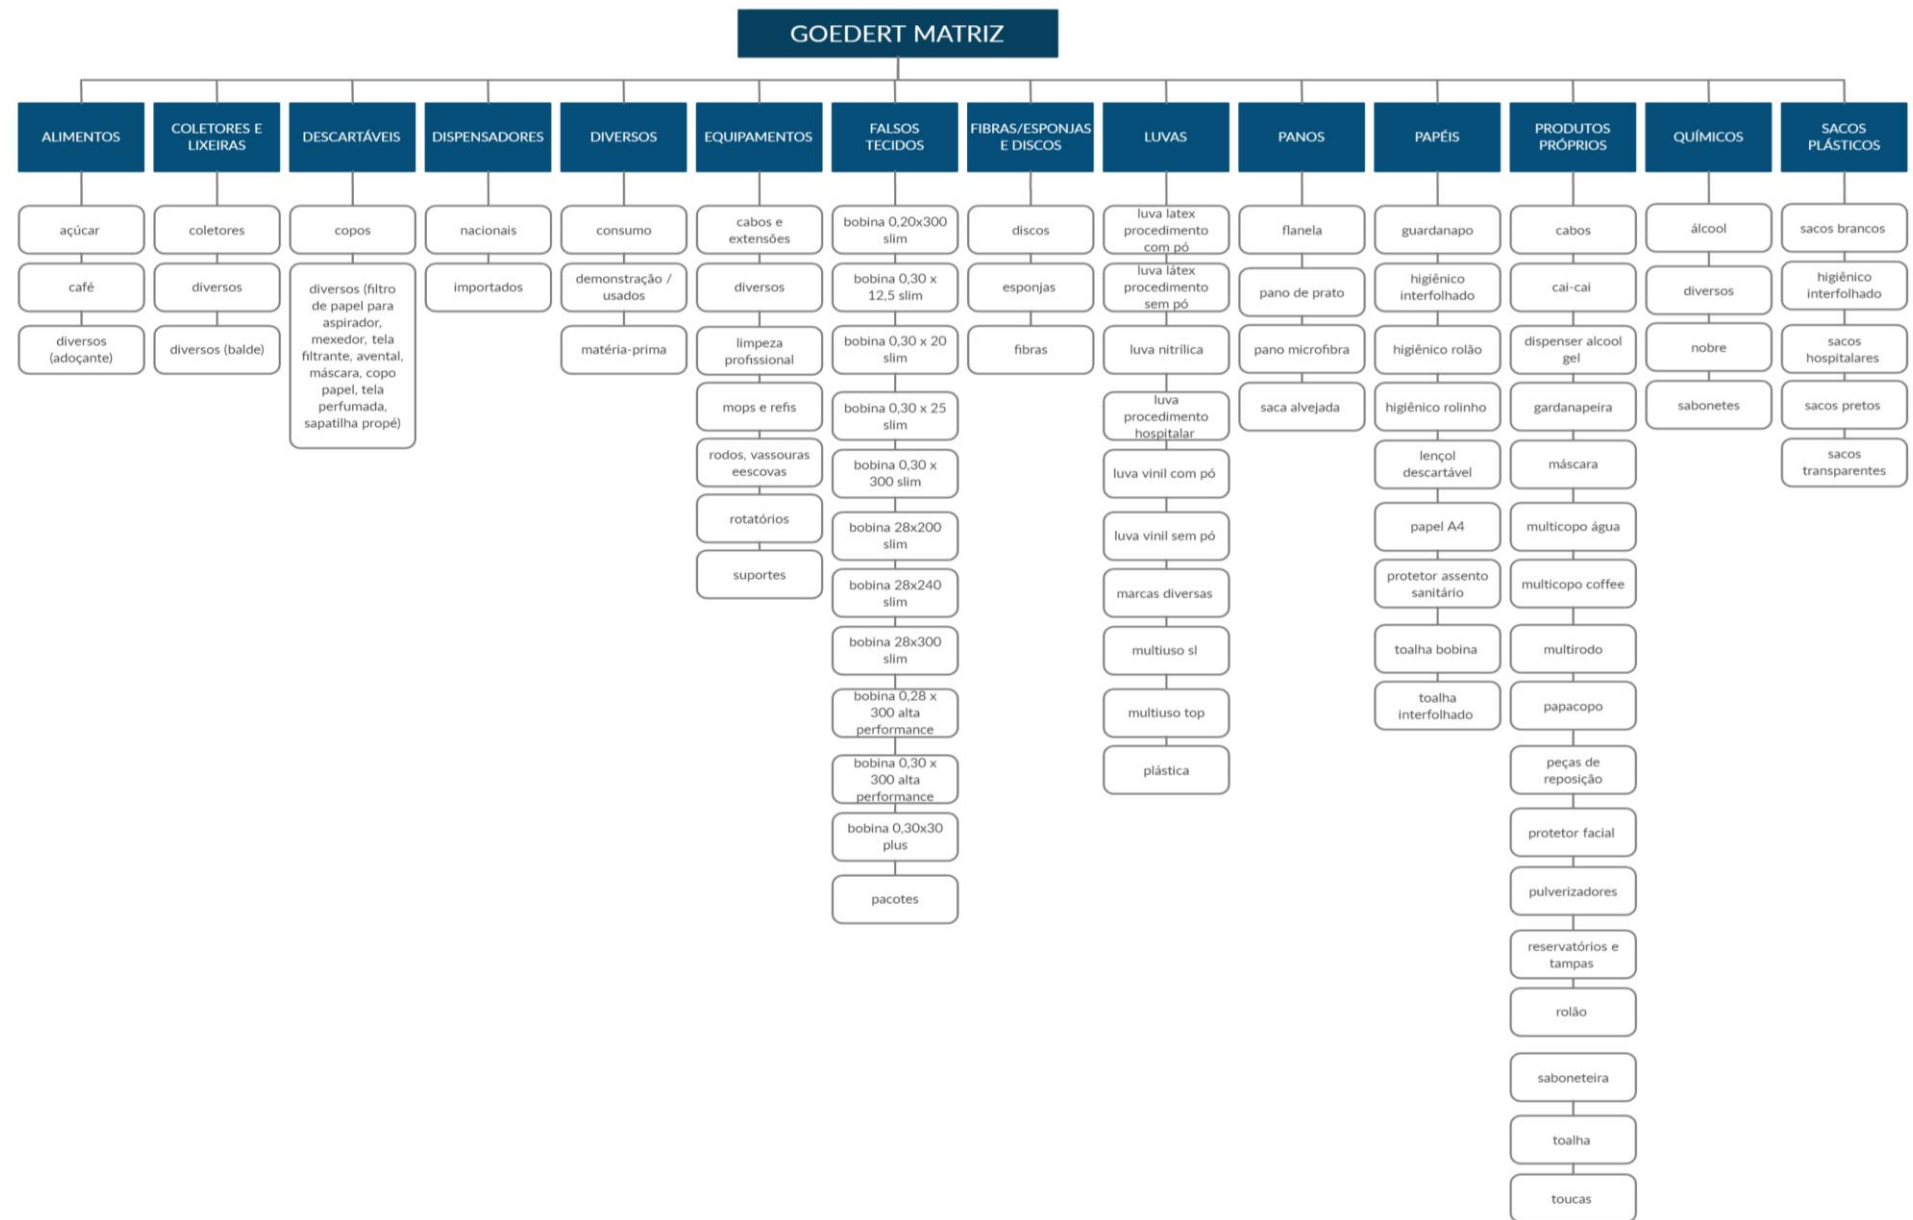 GOEDERT MATRIZ
ALIMENTOS
açúcar
café
diversos
(adoçante)
COLETORES E
LIXEIRAS
coletores
diversos
diversos (balde)
DESCARTÁVEIS
copos
diversos (filtro
de papel para
aspirador,
mexedor, tela
filtrante, avental,
máscara, copo
papel, tela
perfumada,
sapatilha propé)
DISPENSADORES
nacionais
importados
DIVERSOS
consumo
demonstração /
usados
matéria-prima
EQUIPAMENTOS
cabos e
extensões
diversos
limpeza
profissional
mops e refis
rodos, vassouras
eescovas
rotatórios
suportes
FALSOS
TECIDOS
bobina 0,20x300
slim
bobina 0,30 x
12,5 slim
bobina 0,30 x 20
slim
bobina 0,30 x 25
slim
bobina 0,30 x
300 slim
bobina 28x200
slim
bobina 28x240
slim
bobina 28x300
slim
bobina 0,28 x
300 alta
performance
bobina 0,30 x
300 alta
performance
bobina 0,30x30
plus
pacotes
FIBRAS/ESPONJAS
E DISCOS
discos
esponjas
fibras
LUVAS
luva latex
procedimento
com pó
luva látex
procedimento
sem pó
luva nitrílica
luva
procedimento
hospitalar
luva vinil com pó
luva vinil sem pó
marcas diversas
multiuso sl
multiuso top
plástica
PANOS
flanela
pano de prato
pano microfibra
saca alvejada
PAPÉIS
guardanapo
higiênico
interfolhado
higiênico rolão
higiênico rolinho
lençol
descartável
papel A4
protetor assento
sanitário
toalha bobina
toalha
interfolhado
PRODUTOS
PRÓPRIOS
cabos
cai-cai
dispenser alcool
gel
gardanapeira
máscara
multicopo água
multicopo coffee
multirodo
papacopo
peças de
reposição
protetor facial
pulverizadores
reservatórios e
tampas
rolão
saboneteira
toalha
toucas
QUÍMICOS
álcool
diversos
nobre
sabonetes
SACOS
PLÁSTICOS
sacos brancos
higiênico
interfolhado
sacos
hospitalares
sacos pretos
sacos
transparentes